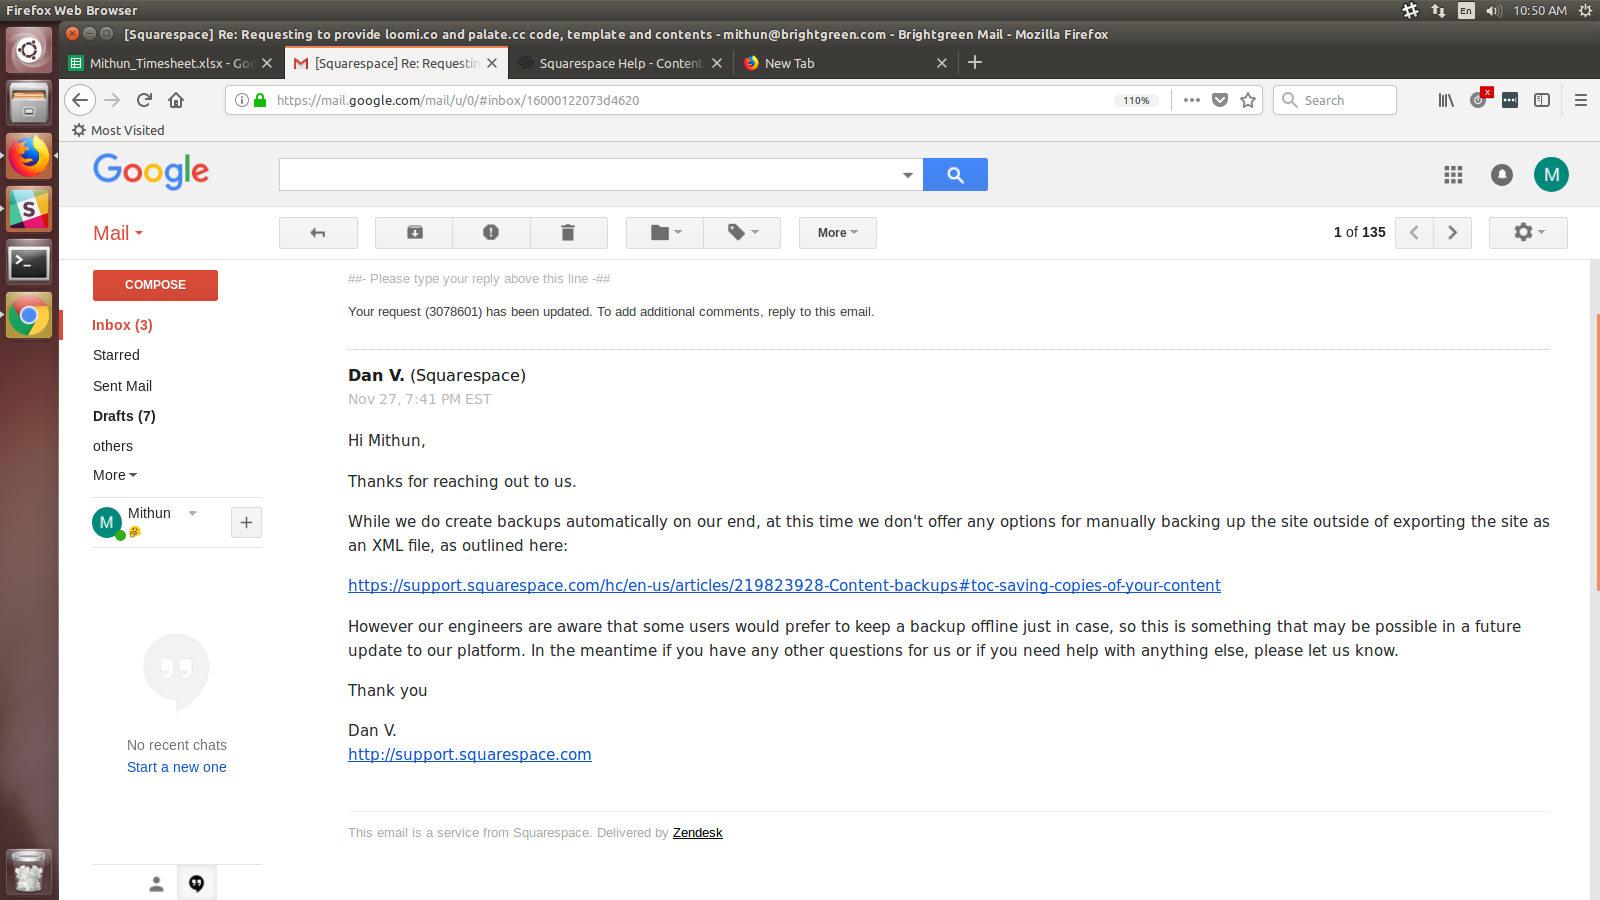 Firefox Web Browser
En
10:50 AM
[Squarespace] Re: Requesting to provide loomi.co and palate.cc code, template and contents - mithun@brightgreen.com - Brightgreen Mail - Mozilla Firefox
Mithun_Timesheet.xlsx - Goo
[Squarespace] Re: Requestin
Squarespace Help - Content
New Tab
https://mail.google.com/mail/u/0/#inbox/16000122073d4620
110%
Search
x
Most Visited
Google
M
Mail
More
1 of 135
COMPOSE
Inbox (3)
Starred
Sent Mail
Drafts (7)
others
More
M
Mithun
No recent chats
Start a new one
##- Please type your reply above this line -##
Your request (3078601) has been updated. To add additional comments, reply to this email.
Dan V. (Squarespace)
Nov 27, 7:41 PM EST
Hi Mithun,
Thanks for reaching out to us.
While we do create backups automatically on our end, at this time we don't offer any options for manually backing up the site outside of exporting the site as
an XML file, as outlined here:
https://support.squarespace.com/hc/en-us/articles/219823928-Content-backups#toc-saving-copies-of-your-content
However our engineers are aware that some users would prefer to keep a backup offline just in case, so this is something that may be possible in a future
update to our platform. In the meantime if you have any other questions for us or if you need help with anything else, please let us know.
Thank you
Dan V.
http://support.squarespace.com
This email is a service from Squarespace. Delivered by Zendesk